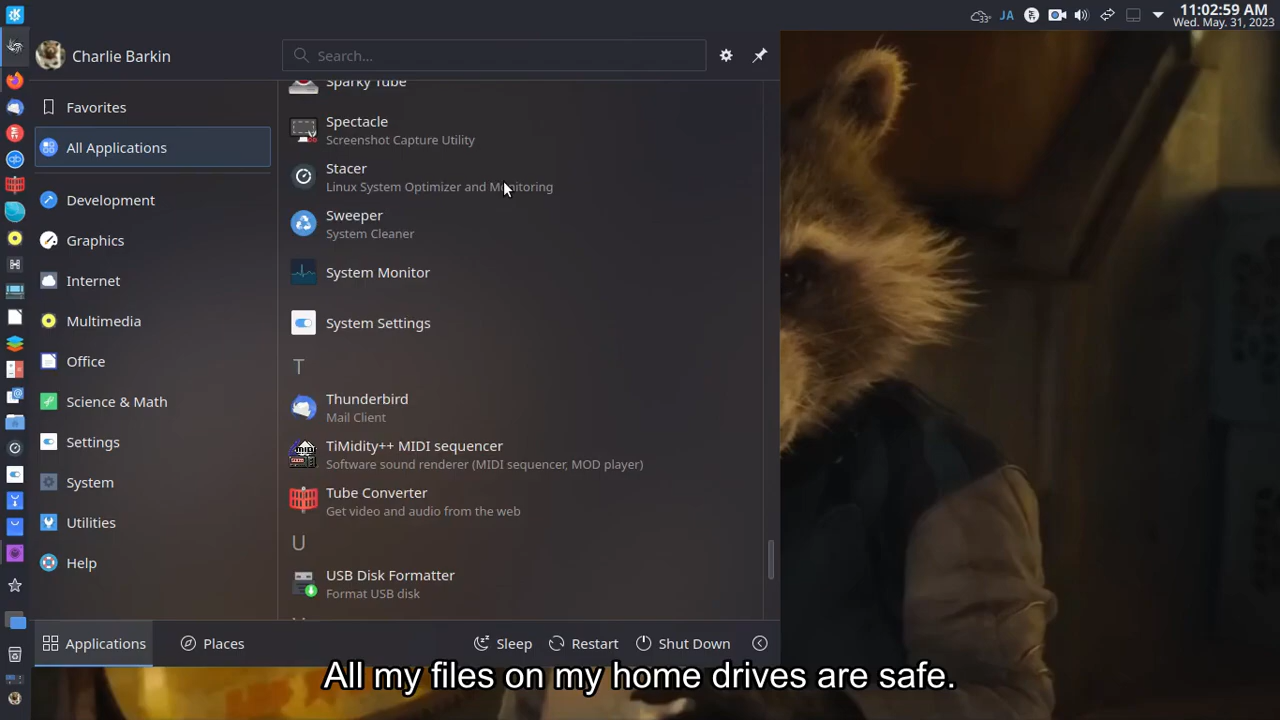 11:02:59 AM
JA
Wed. May. 31, 2023
Charlie Barkin
Search...
Favorites
All Applications
Development
Graphics
Internet
Multimedia
Office
Science & Math
Settings
System
Utilities
Help
Sparky Tube
Spectacle
Screenshot Capture Utility
Stacer
Linux System Optimizer and Monitoring
Sweeper
System Cleaner
System Monitor
System Settings
T
Thunderbird
Mail Client
TiMidity++ MIDI sequencer
Software sound renderer (MIDI sequencer, MOD player)
Tube Converter
Get video and audio from the web
U
USB Disk Formatter
Format USB disk
Applications
Places
Sleep
Restart
Shut Down
All my files on my home drives are safe.